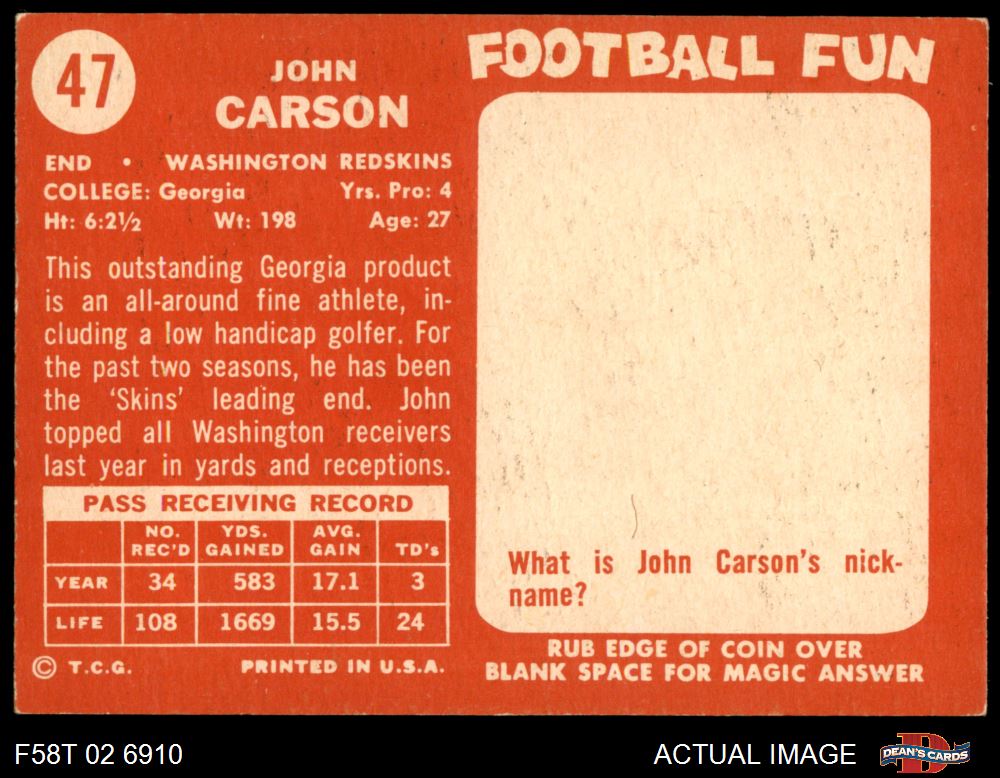 47
JOHN
CARSON
END • WASHINGTON REDSKINS
COLLEGE: Georgia Yrs. Pro: 4
Ht: 6:2½ Wt: 198 Age: 27
This outstanding Georgia product
is an all-around fine athlete, in-
cluding a low handicap golfer. For
the past two seasons, he has been
the 'Skins' leading end. John
topped all Washington receivers
last year in yards and receptions.
PASS RECEIVING RECORD
NO. REC'D YDS. GAINED AVG. GAIN TD's
YEAR 34 583 17.1 3
LIFE 108 1669 15.5 24
© T.C.G. PRINTED IN U.S.A.
FOOTBALL FUN
What is John Carson's nick-
name?
RUB EDGE OF COIN OVER
BLANK SPACE FOR MAGIC ANSWER
F58T 02 6910 ACTUAL IMAGE DEAN'S CARDS